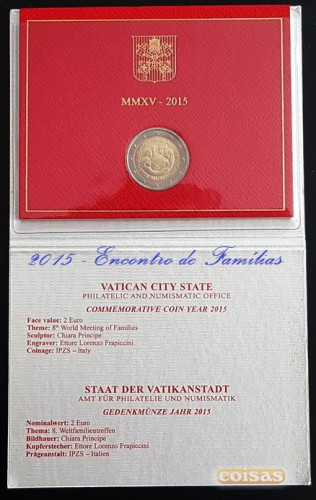 MMXV - 2015
2015 - Encontro de Famílias
VATICAN CITY STATE
PHILATELIC AND NUMISMATIC OFFICE
COMMEMORATIVE COIN YEAR 2015
Face value: 2 Euro
Theme: 8th World Meeting of Families
Sculptor: Chiara Principe
Engraver: Ettore Lorenzo Frapiccini
Coinage: IPZS - Italy
STAAT DER VATIKANSTADT
AMT FÜR PHILATELIE UND NUMISMATIK
GEDENKMÜNZE JAHR 2015
Nominalwert: 2 Euro
Thema: 8. Weltfamilientreffen
Bildhauer: Chiara Principe
Kupferstecher: Ettore Lorenzo Frapiccini
Prägeanstalt: IPZS - Italien
coisas